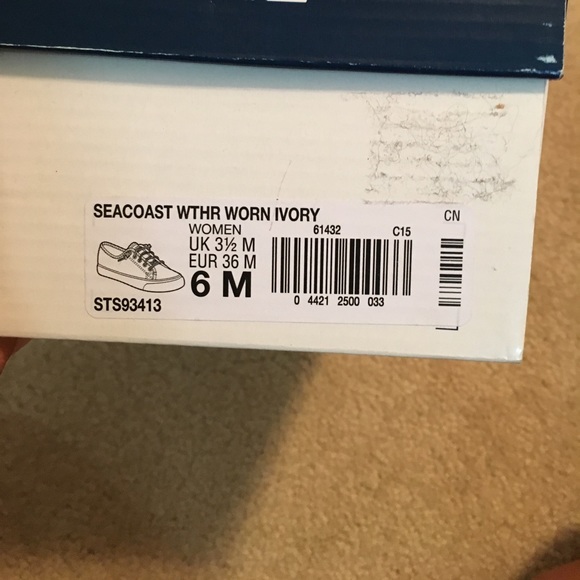 SEACOAST WTHR WORN IVORY
CN
WOMEN
61432
C15
UK 3½ M
EUR 36 M
6 M
STS93413
0 4421 2500 033